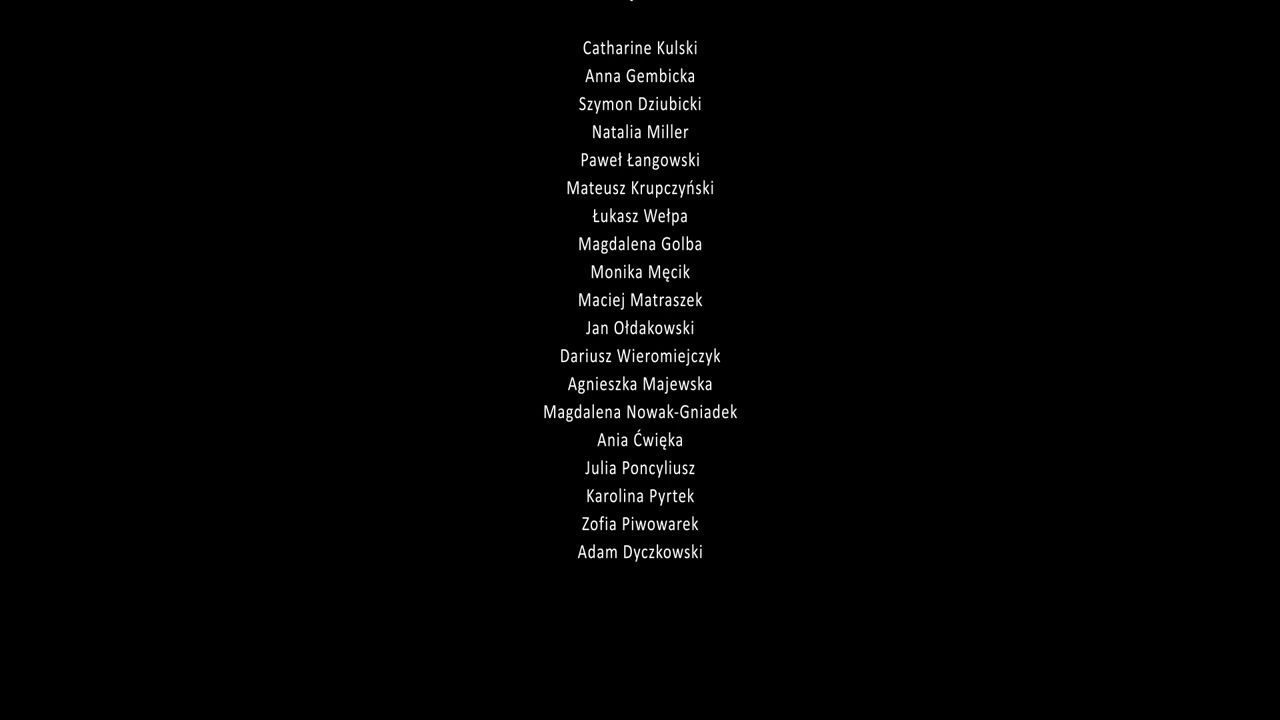 Catharine Kulski
Anna Gembicka
Szymon Dziubicki
Natalia Miller
Paweł Łangowski
Mateusz Krupczyński
Łukasz Wełpa
Magdalena Golba
Monika Męcik
Maciej Matraszek
Jan Ołdakowski
Dariusz Wieromiejczyk
Agnieszka Majewska
Magdalena Nowak-Gniadek
Ania Ćwięka
Julia Poncyliusz
Karolina Pyrtek
Zofia Piwowarek
Adam Dyczkowski